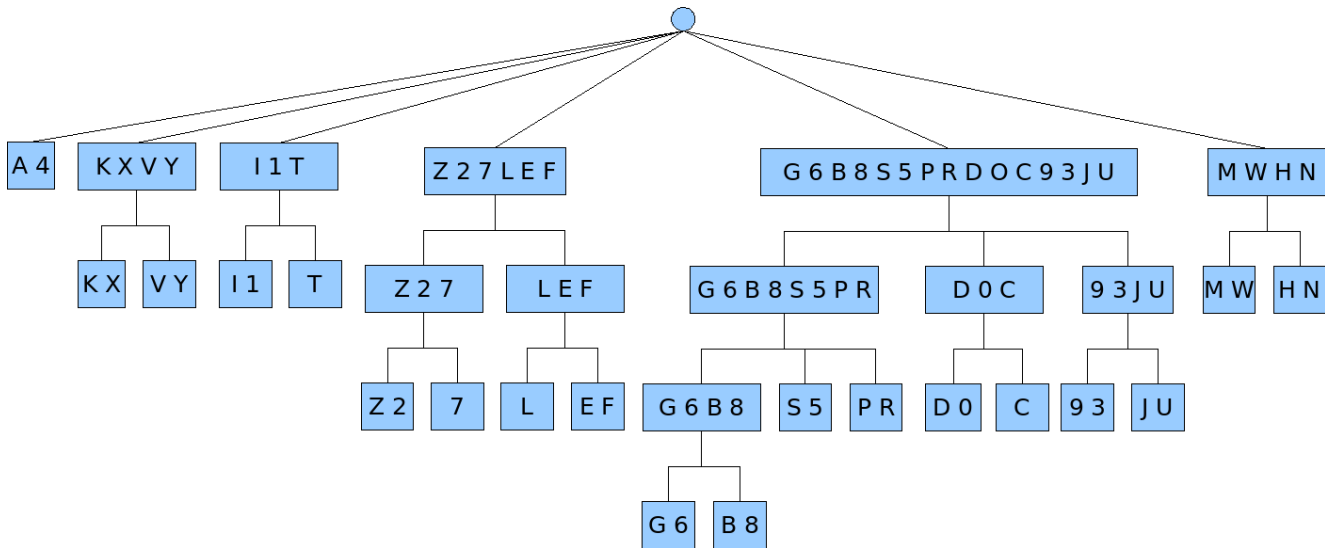 A 4
K X V Y
I 1 T
Z 2 7 L E F
G 6 B 8 S 5 P R D O C 9 3 J U
M W H N
K X
V Y
I 1
T
Z 2 7
L E F
G 6 B 8 S 5 P R
D 0 C
9 3 J U
M W
H N
Z 2
7
L
E F
G 6 B 8
S 5
P R
D 0
C
9 3
J U
G 6
B 8